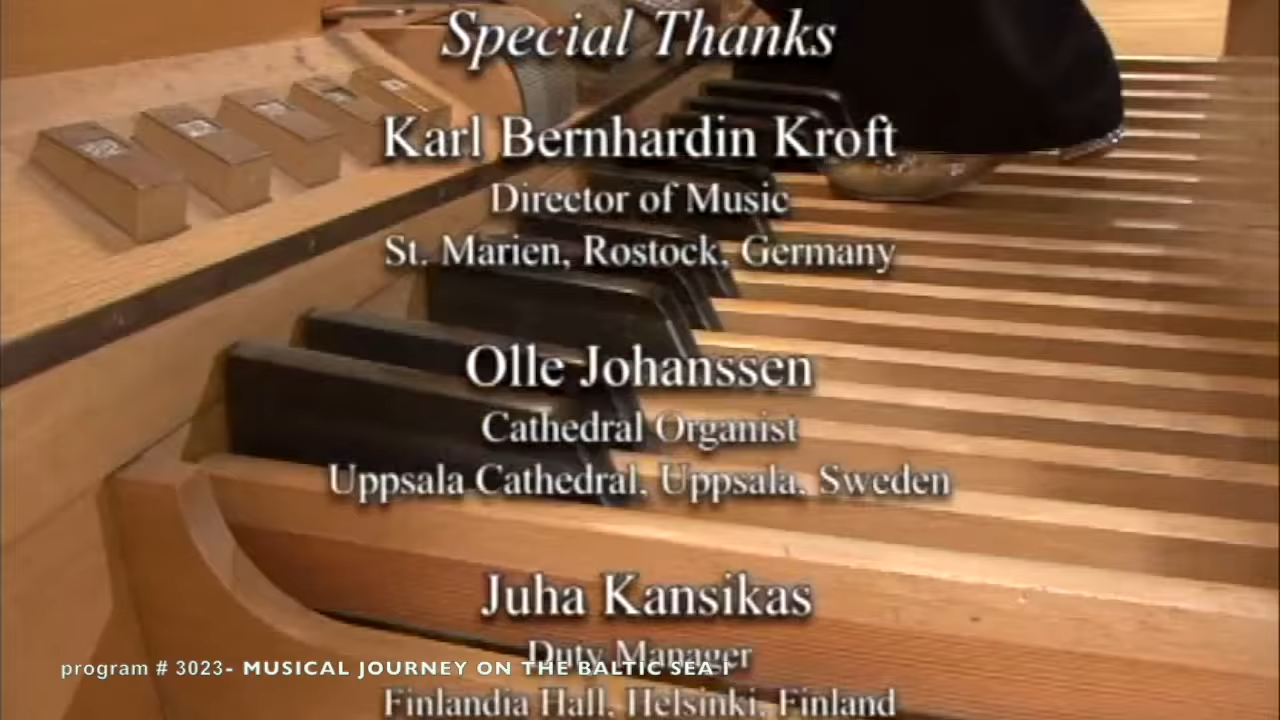 Special Thanks
Karl Bernhardin Kroft
Director of Music
St. Marien, Rostock, Germany
Olle Johanssen
Cathedral Organist
Uppsala Cathedral, Uppsala, Sweden
Juha Kansikas
Duty Manager
program # 3023- MUSICAL JOURNEY ON THE BALTIC SEA I
Finlandia Hall, Helsinki, Finland